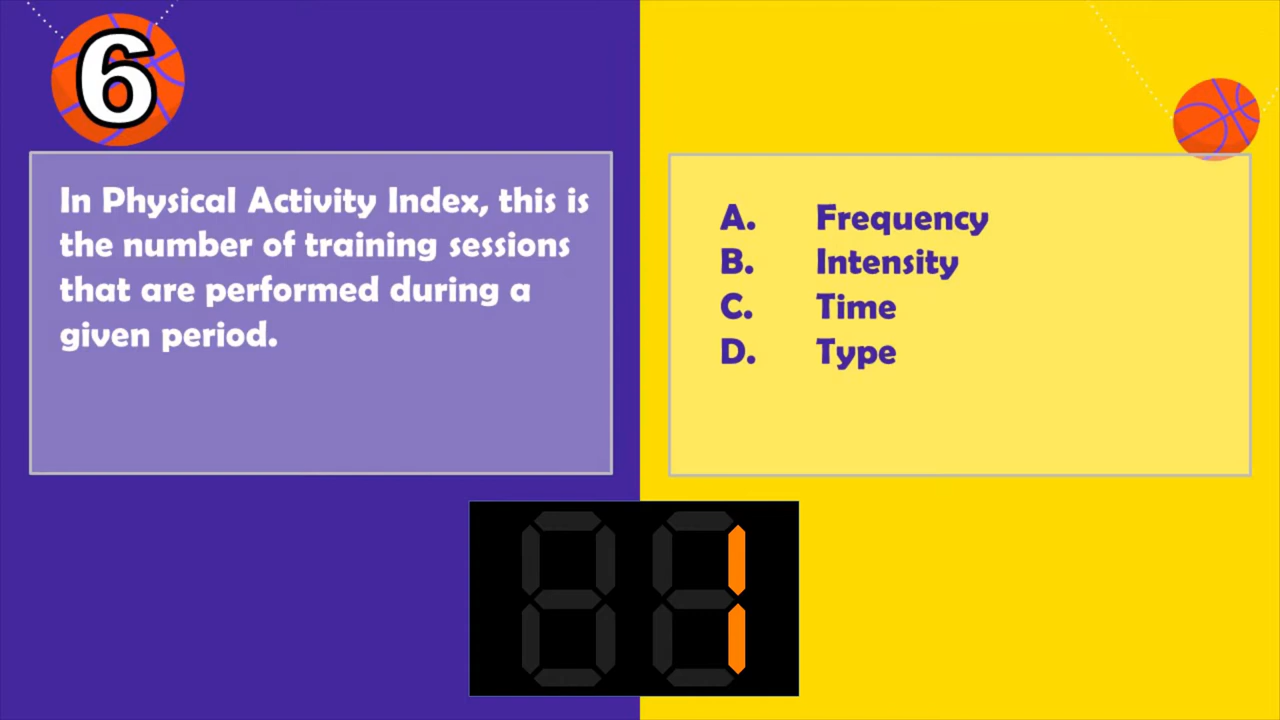 6
In Physical Activity Index, this is
the number of training sessions
that are performed during a
given period.
A. Frequency
B. Intensity
C. Time
D. Type
1